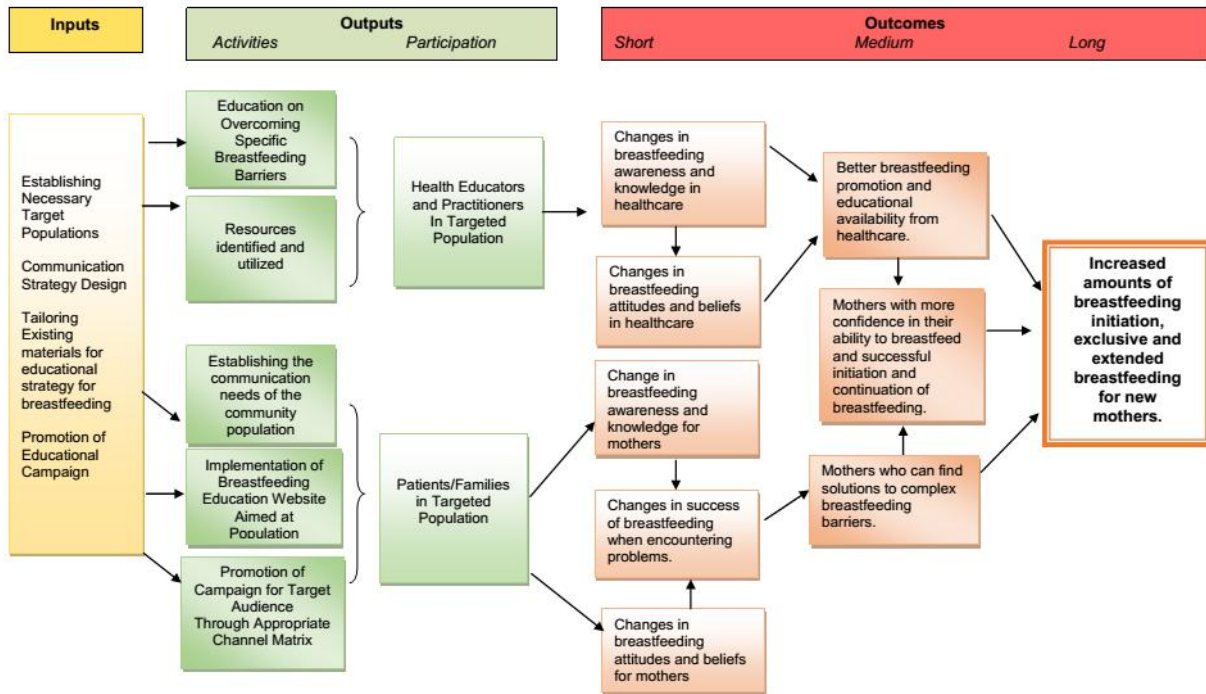 Inputs
Outputs
Activities
Participation
Outcomes
Short
Medium
Long
Establishing
Necessary
Target
Populations
Communication
Strategy Design
Tailoring
Existing
materials for
educational
strategy for
breastfeeding
Promotion of
Educational
Campaign
Education on
Overcoming
Specific
Breastfeeding
Barriers
Resources
identified and
utilized
Establishing the
communication
needs of the
community
population
Implementation of
Breastfeeding
Education Website
Aimed at
Population
Promotion of
Campaign for Target
Audience
Through Appropriate
Channel Matrix
Health Educators
and Practitioners
In Targeted
Population
Patients/Families
in Targeted
Population
Changes in
breastfeeding
awareness and
knowledge in
healthcare
Changes in
breastfeeding
attitudes and beliefs
in healthcare
Change in
breastfeeding
awareness and
knowledge for
mothers
Changes in success
of breastfeeding
when encountering
problems.
Changes in
breastfeeding
attitudes and beliefs
for mothers
Better breastfeeding
promotion and
educational
availability from
healthcare.
Mothers with more
confidence in their
ability to breastfeed
and successful
initiation and
continuation of
breastfeeding.
Mothers who can find
solutions to complex
breastfeeding
barriers.
Increased
amounts of
breastfeeding
initiation,
exclusive and
extended
breastfeeding
for new
mothers.